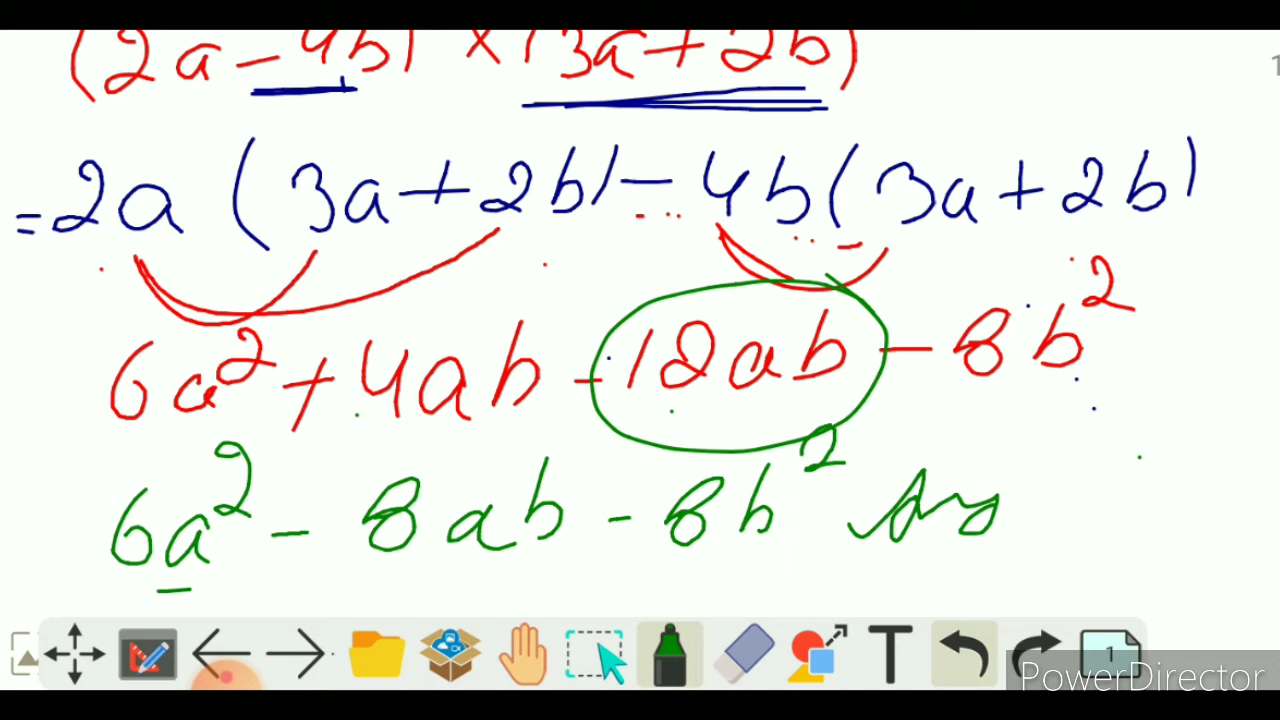 (2a - 4b) × (3a + 2b)
= 2a (3a + 2b) - 4b (3a + 2b)
6a² + 4ab - 12ab - 8b²
6a² - 8ab - 8b² Ans
T
1
PowerDirector